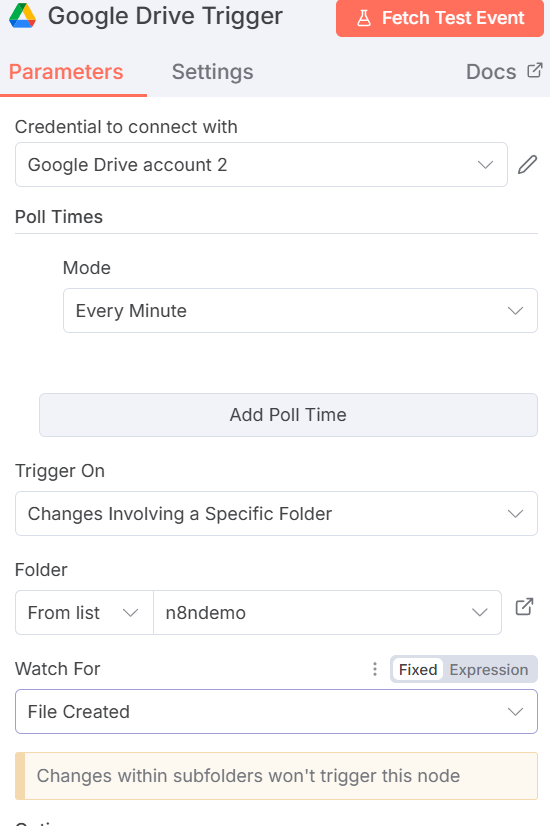 Google Drive Trigger
Fetch Test Event
Parameters
Settings
Docs
Credential to connect with
Google Drive account 2
Poll Times
Mode
Every Minute
Add Poll Time
Trigger On
Changes Involving a Specific Folder
Folder
From list
n8ndemo
Watch For
Fixed
Expression
File Created
Changes within subfolders won't trigger this node